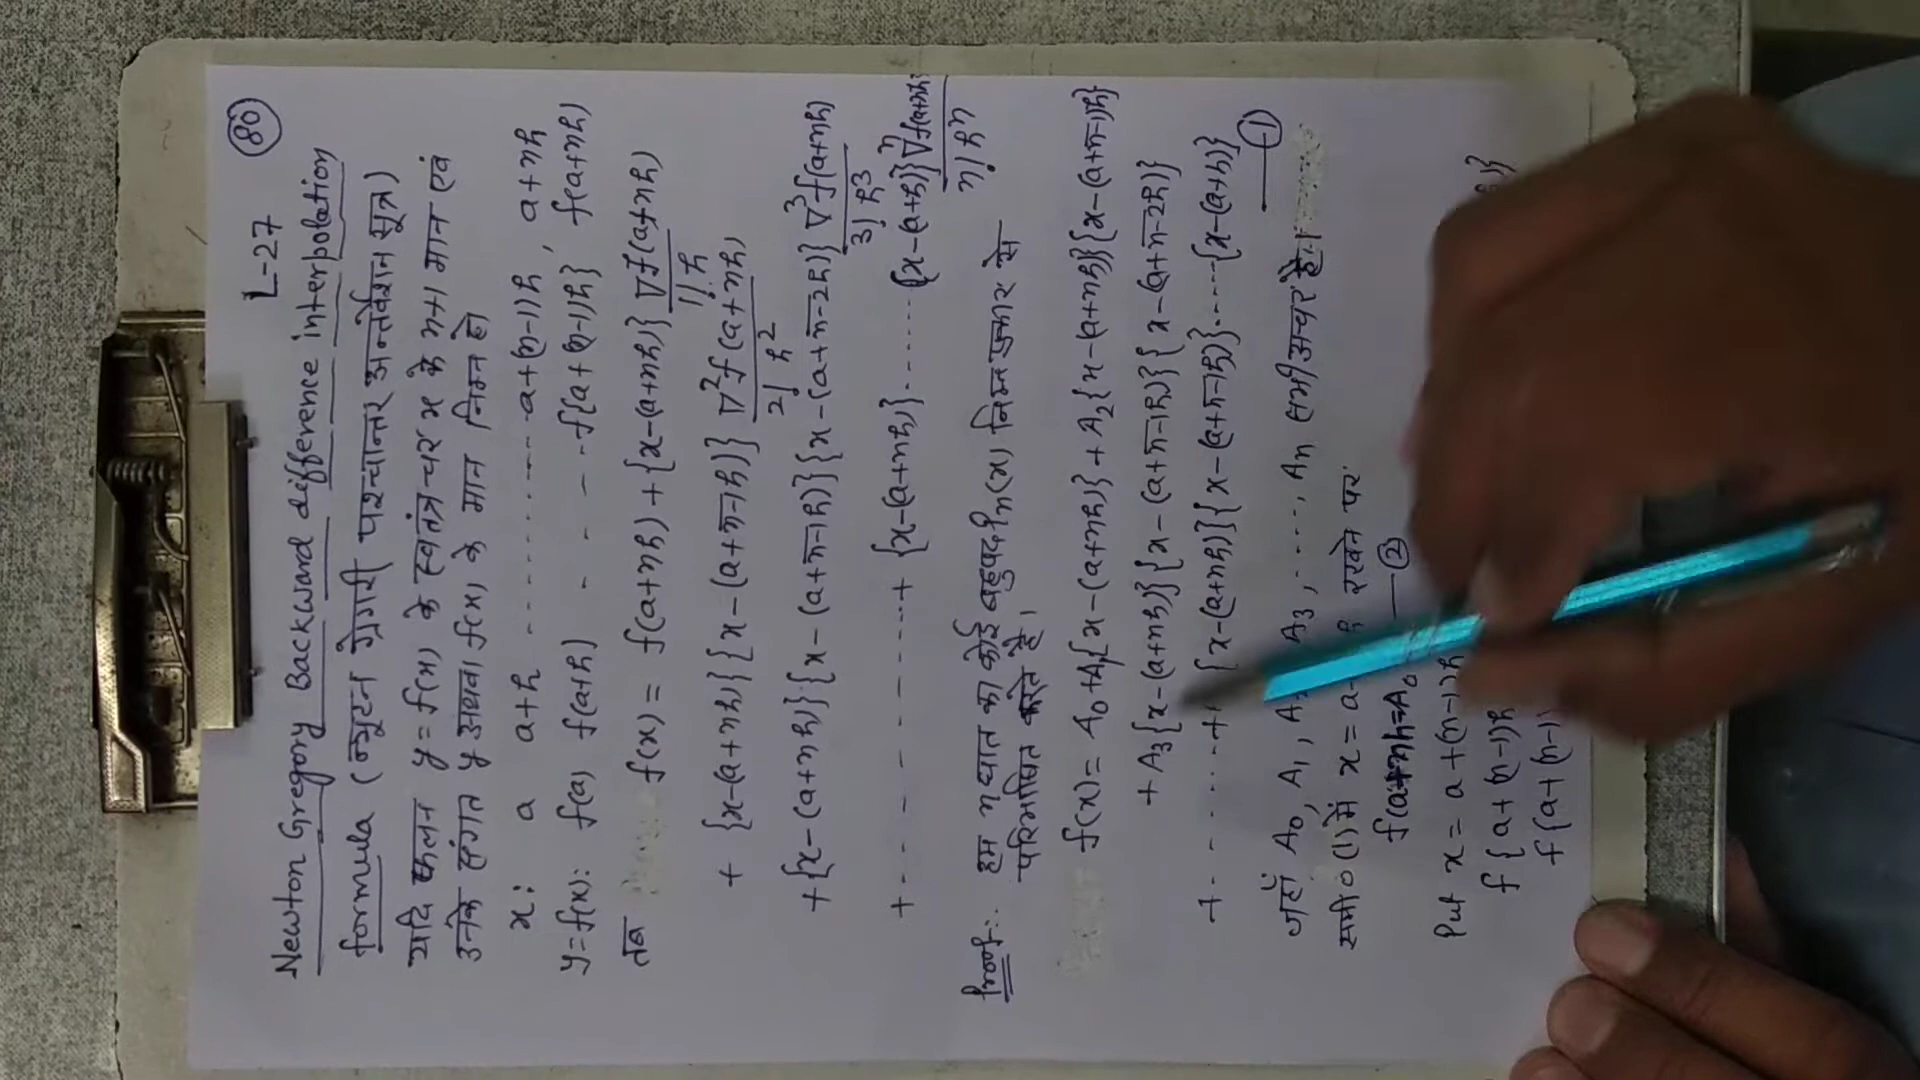 80
L-27
Newton Gregory Backward difference interpolation
formula (न्यूटन ग्रेगरी पश्चान्तर अन्तर्वेशन सूत्र)
यदि फलन y = f(x) के स्वतंत्र चर x के n+1 मान एवं
उनके संगत y अथवा f(x) के मान निम्न हो
x: a a+h - - - - - - a+(n-1)h, a+nh
y=f(x): f(a) f(a+h) - - - - f{a+(n-1)h} f(a+nh)
तब f(x) = f(a+nh) + {x-(a+nh)} ∇f(a+nh)/1!h
+ {x-(a+nh)}{x-(a+n-1h)} ∇²f(a+nh)/2!h²
+{x-(a+nh)}{x-(a+n-1h)}{x-(a+n-2h)} ∇³f(a+nh)/3!h³
+ - - - - - - + {x-(a+nh)}......{x-(a+h)} ∇ⁿf(a+nh)/n!hⁿ
Proof:. हम n घात का कोई बहुपद Pn(x) निम्न प्रकार से
परिभाषित करते है।
f(x) = A₀+A₁{x-(a+nh)} + A₂{x-(a+nh)}{x-(a+n-1)h}
+ A₃{x-(a+nh)}{x-(a+n-1h)}{x-(a+n-2h)}
+ - - - ....+ {x-(a+nh)}{x-(a+n-1h)}.....{x-(a+h)} —①
जहाँ A₀, A₁, A₃, ....., An सभी अचर है।
समी० (1) में x = a रखने पर
f(a+nh)=A₀ —②
Put x = a+(n-1)h
f{a+(n-1)h
f{a+(n-1)